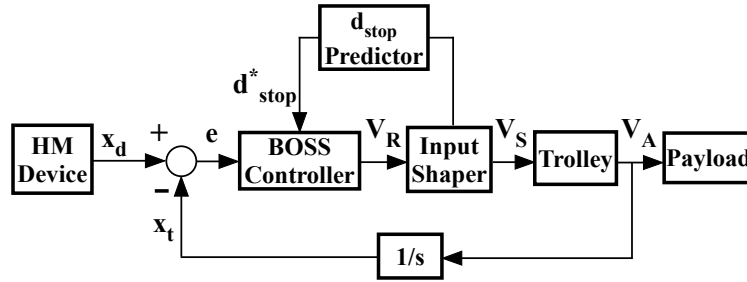 d_stop
Predictor
d*_stop
HM
Device
x_d
+
e
BOSS
Controller
V_R
Input
Shaper
V_S
Trolley
V_A
Payload
−
x_t
1/s